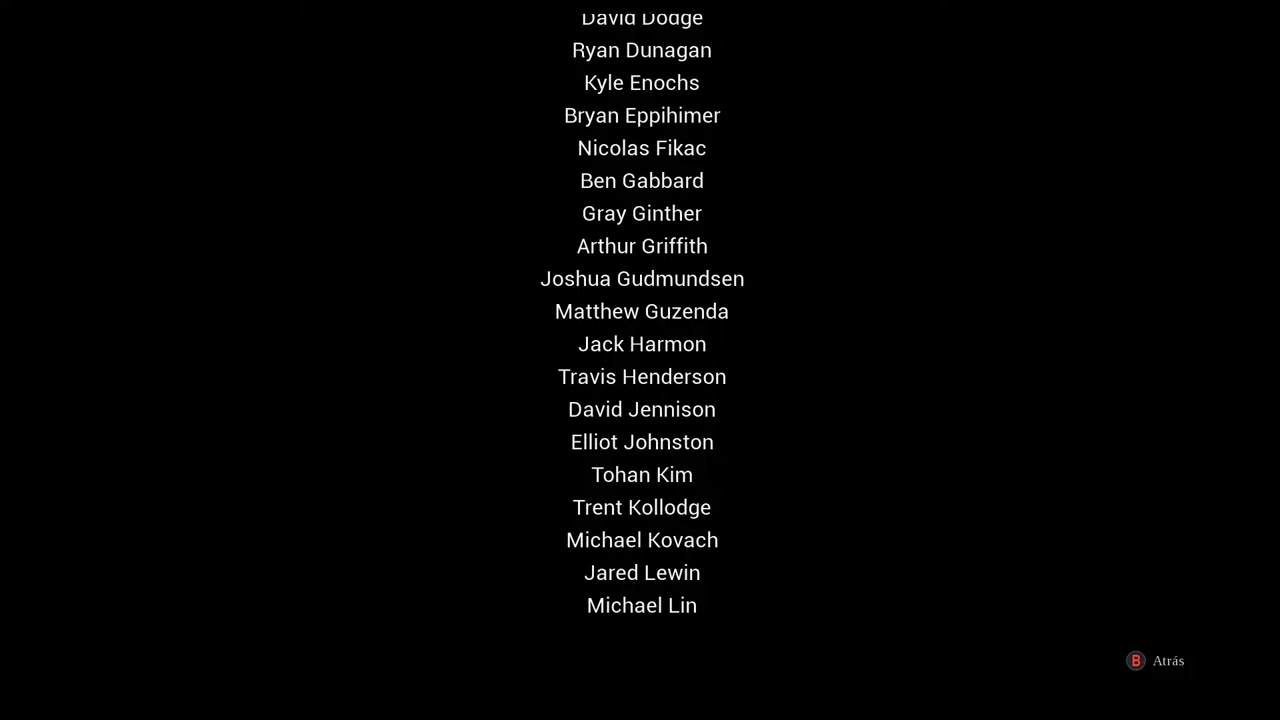 David Dodge
Ryan Dunagan
Kyle Enochs
Bryan Eppihimer
Nicolas Fikac
Ben Gabbard
Gray Ginther
Arthur Griffith
Joshua Gudmundsen
Matthew Guzenda
Jack Harmon
Travis Henderson
David Jennison
Elliot Johnston
Tohan Kim
Trent Kollodge
Michael Kovach
Jared Lewin
Michael Lin
B Atrás